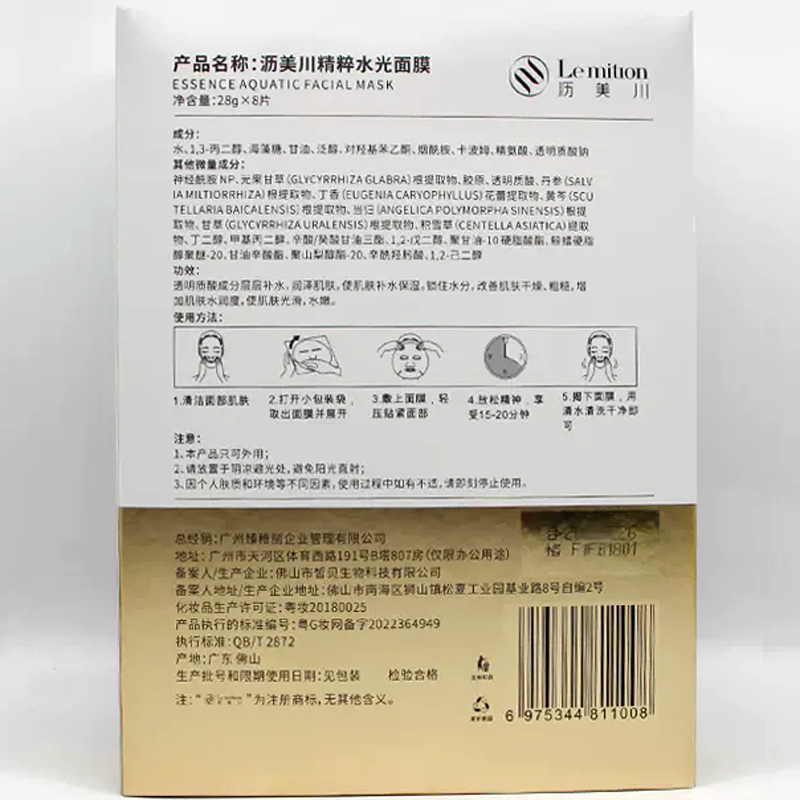 产品名称：沥美川精粹水光面膜
ESSENCE AQUATIC FACIAL MASK
净含量：28g×8片
Lemition
沥美川
成分：
水、1,3-丙二醇、海藻糖、甘油、泛醇、对羟基苯乙酮、烟酰胺、卡波姆、精氨酸、透明质酸钠
其他微量成分：
神经酰胺NP、光果甘草(GLYCYRRHIZA GLABRA)根提取物、胶原、透明质酸、丹参(SALV
IA MILTIORRHIZA)根提取物、丁香(EUGENIA CARYOPHYLLUS)花蕾提取物、黄芩(SCU
TELLARIA BAICALENSIS)根提取物、当归(ANGELICA POLYMORPHA SINENSIS)根提
取物、甘草(GLYCYRRHIZA URALENSIS)根提取物、积雪草(CENTELLA ASIATICA)提取
物、丁二醇、甲基丙二醇、辛酸/癸酸甘油三酯、1,2-戊二醇、聚甘油-10硬脂酸酯、鲸蜡硬脂
醇聚醚-20、甘油辛酸酯、聚山梨醇酯-20、辛酰羟肟酸、1,2-己二醇
功效：
透明质酸成分层层补水，润泽肌肤，使肌肤补水保湿。锁住水分，改善肌肤干燥、粗糙，增
加肌肤水润度，使肌肤光滑，水嫩。
使用方法：
1.清洁面部肌肤
2.打开小包装袋，
取出面膜并展开
3.敷上面膜，轻
压贴紧面部
4.放松精神，享
受15-20分钟
5.揭下面膜，用
清水清洗干净即
可
注意：
1、本产品只可外用；
2、请放置于阴凉避光处，避免阳光直射；
3、因个人肤质和环境等不同因素，使用过程中如有不适，请即刻停止使用。
总经销：广州臻稚丽企业管理有限公司
地址：广州市天河区体育西路191号B塔807房(仅限办公用途)
备案人/生产企业：佛山市皙贝生物科技有限公司
备案人地址/生产企业地址：佛山市南海区狮山镇松夏工业园基业路8号自编2号
化妆品生产许可证：粤妆20180025
产品执行的标准编号：粤G妆网备字2022364949
执行标准：QB/T 2872
产地：广东 佛山
生产批号和限期使用日期：见包装 检验合格
注：“Lemition 沥美川”为注册商标，无其他含义。
6 975344 811008